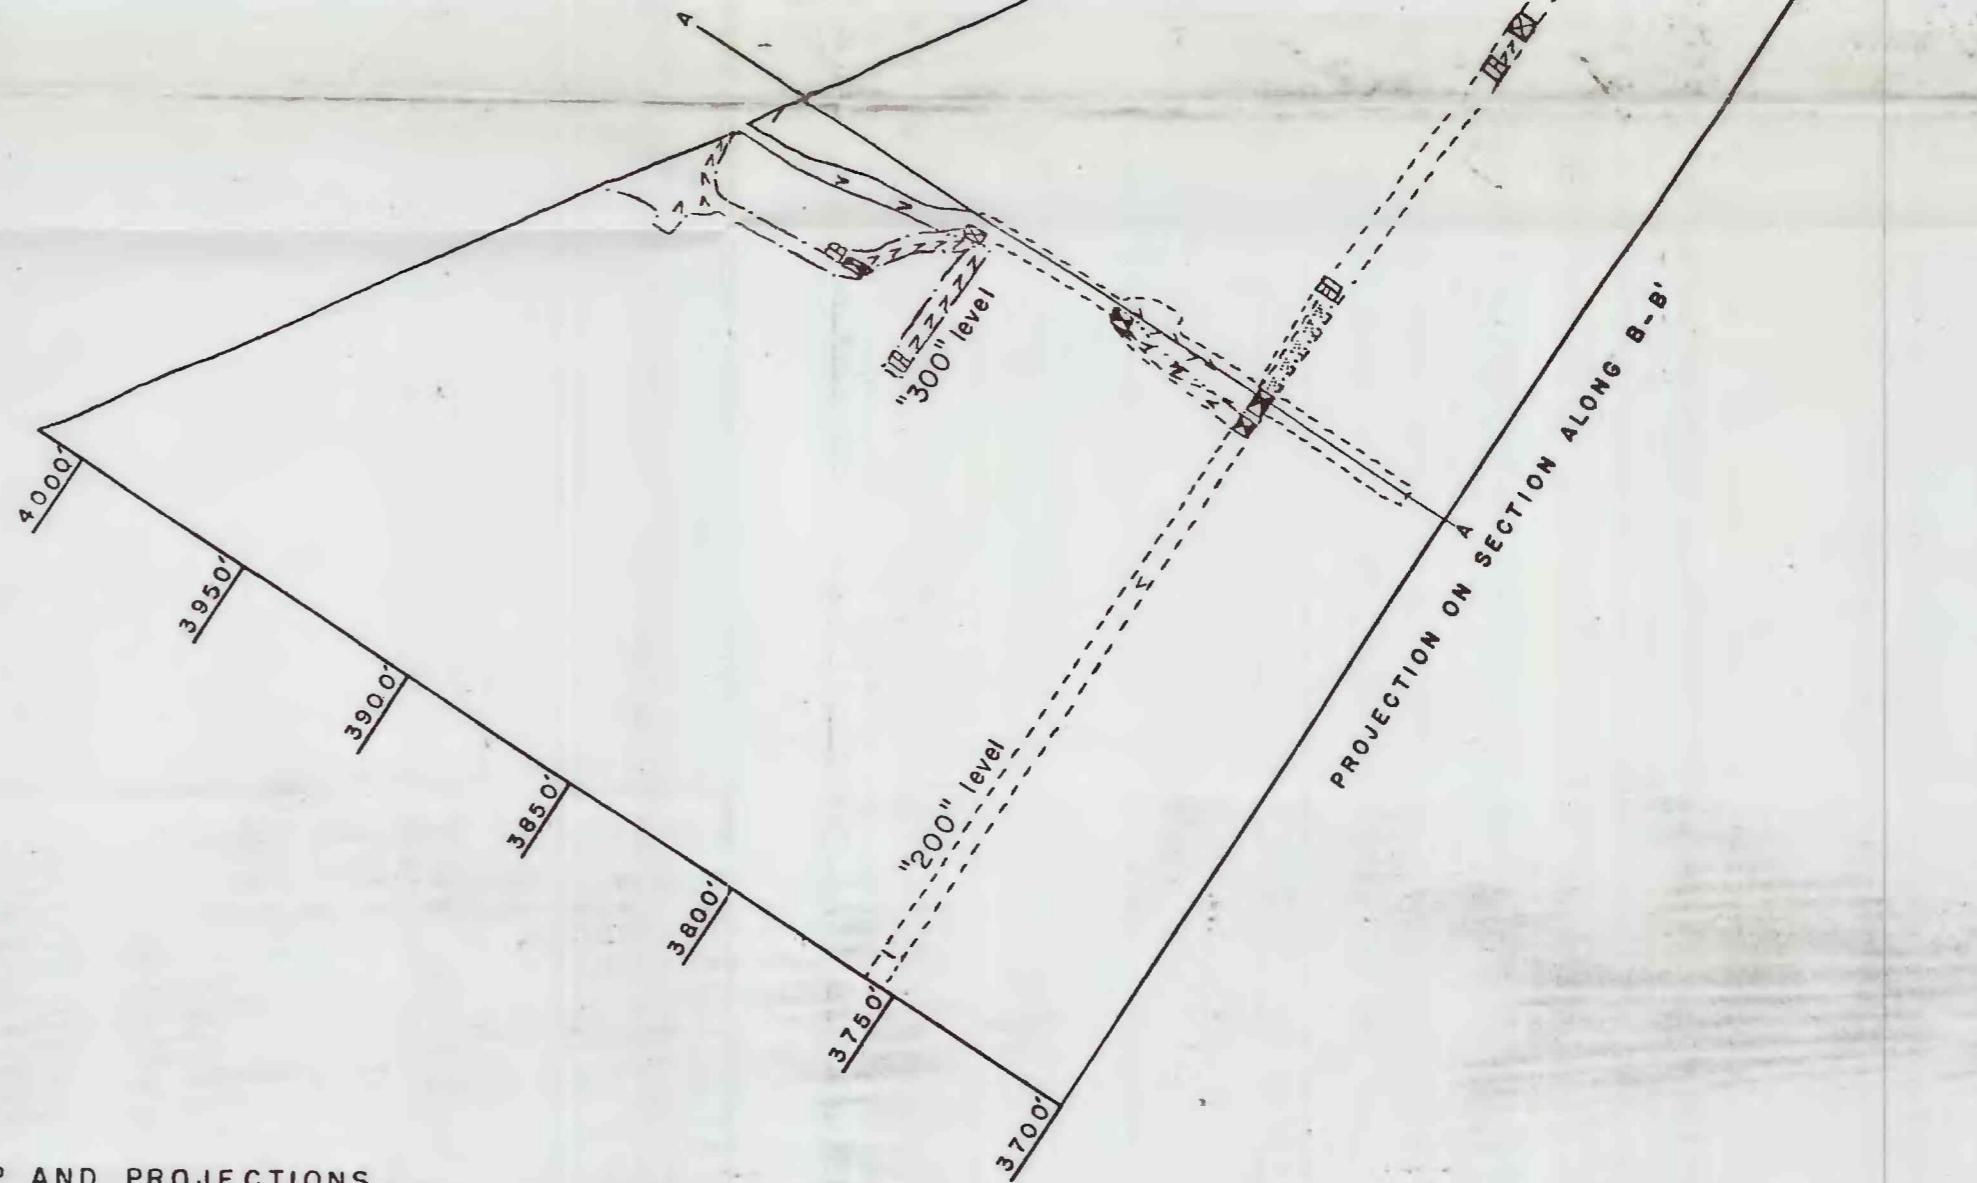 A
4000'
3950'
3900'
3850'
3800'
3750'
3700'
"300" level
"200" level
A
PROJECTION ON SECTION ALONG B-B'
AND PROJECTIONS